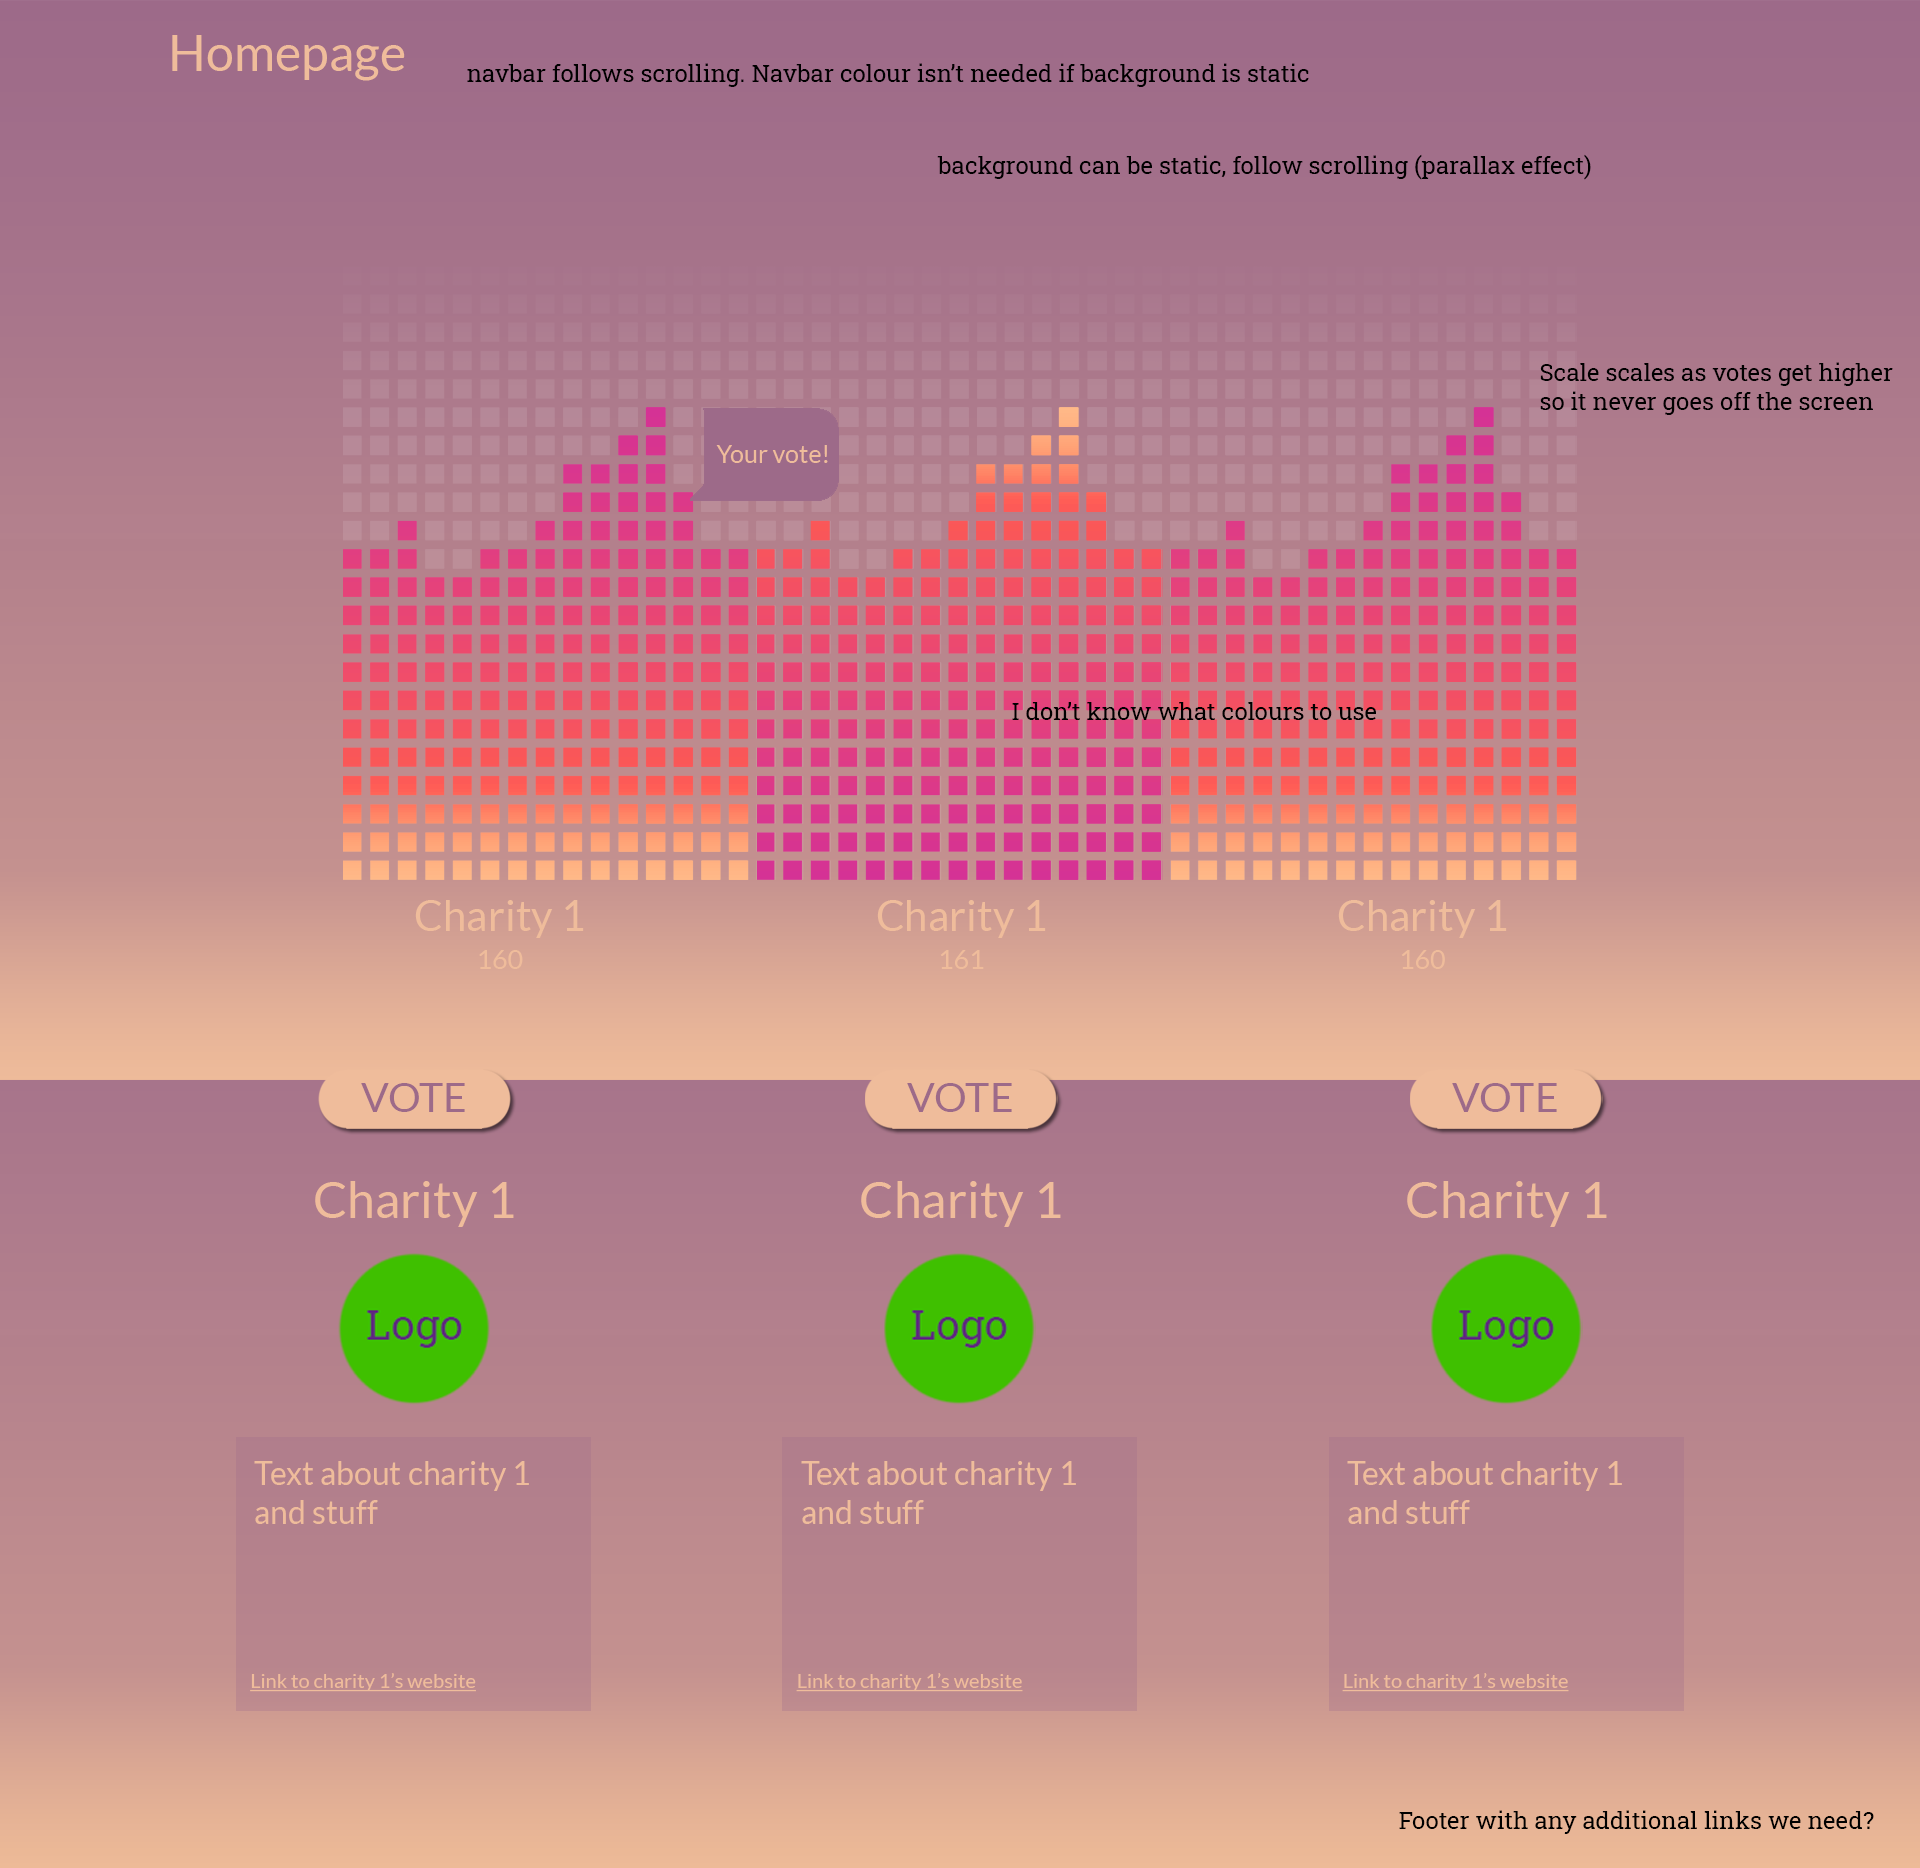 Homepage
navbar follows scrolling. Navbar colour isn't needed if background is static
background can be static, follow scrolling (parallax effect)
Scale scales as votes get higher
so it never goes off the screen
Your vote!
I don't know what colours to use
Charity 1
160
Charity 1
161
Charity 1
160
VOTE
VOTE
VOTE
Charity 1
Charity 1
Charity 1
Logo
Logo
Logo
Text about charity 1
and stuff
Link to charity 1's website
Text about charity 1
and stuff
Link to charity 1's website
Text about charity 1
and stuff
Link to charity 1's website
Footer with any additional links we need?